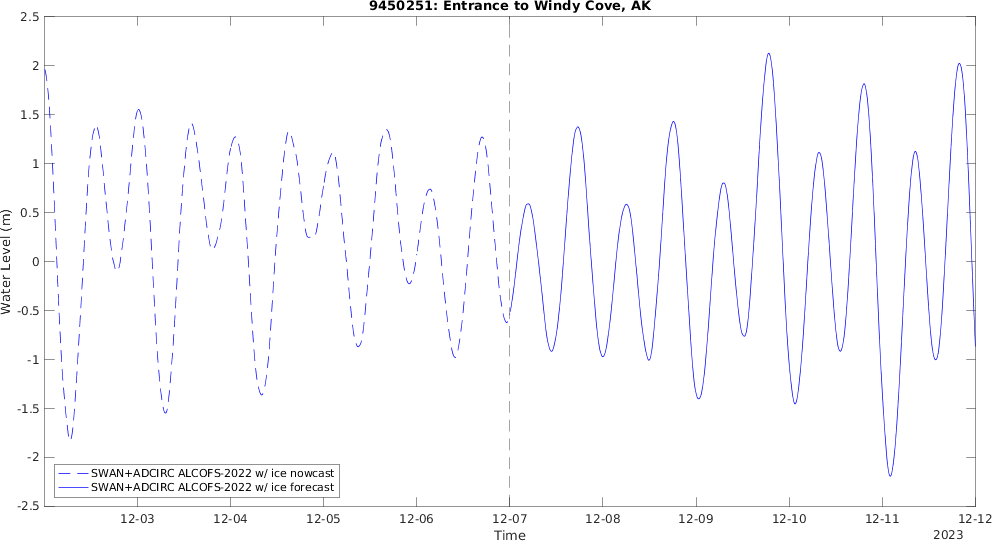 9450251: Entrance to Windy Cove, AK
2.5
2
1.5
1
0.5
0
-0.5
-1
-1.5
-2
-2.5
Water Level (m)
SWAN+ADCIRC ALCOFS-2022 w/ ice nowcast
SWAN+ADCIRC ALCOFS-2022 w/ ice forecast
12-03 12-04 12-05 12-06 12-07 12-08 12-09 12-10 12-11 12-12
Time
2023